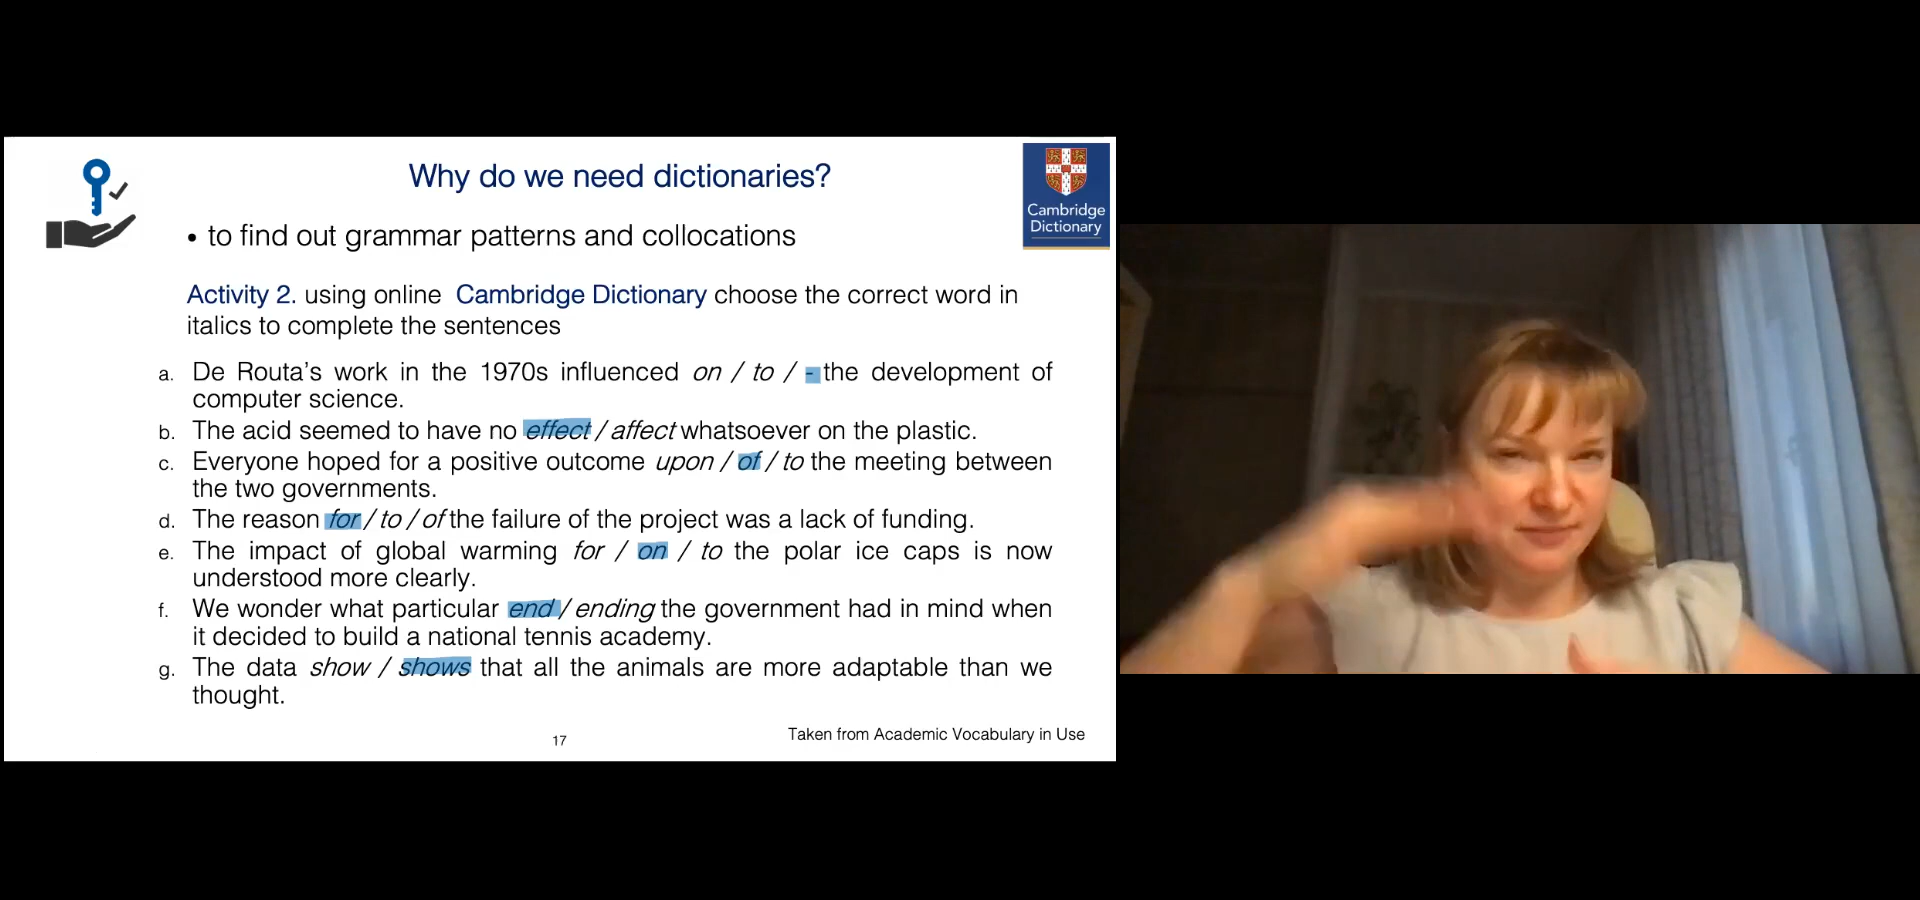 Why do we need dictionaries?
Cambridge
Dictionary
• to find out grammar patterns and collocations
Activity 2. using online Cambridge Dictionary choose the correct word in
italics to complete the sentences
a. De Routa's work in the 1970s influenced on / to / - the development of
computer science.
b. The acid seemed to have no effect / affect whatsoever on the plastic.
c. Everyone hoped for a positive outcome upon / of / to the meeting between
the two governments.
d. The reason for / to / of the failure of the project was a lack of funding.
e. The impact of global warming for / on / to the polar ice caps is now
understood more clearly.
f. We wonder what particular end / ending the government had in mind when
it decided to build a national tennis academy.
g. The data show / shows that all the animals are more adaptable than we
thought.
17
Taken from Academic Vocabulary in Use